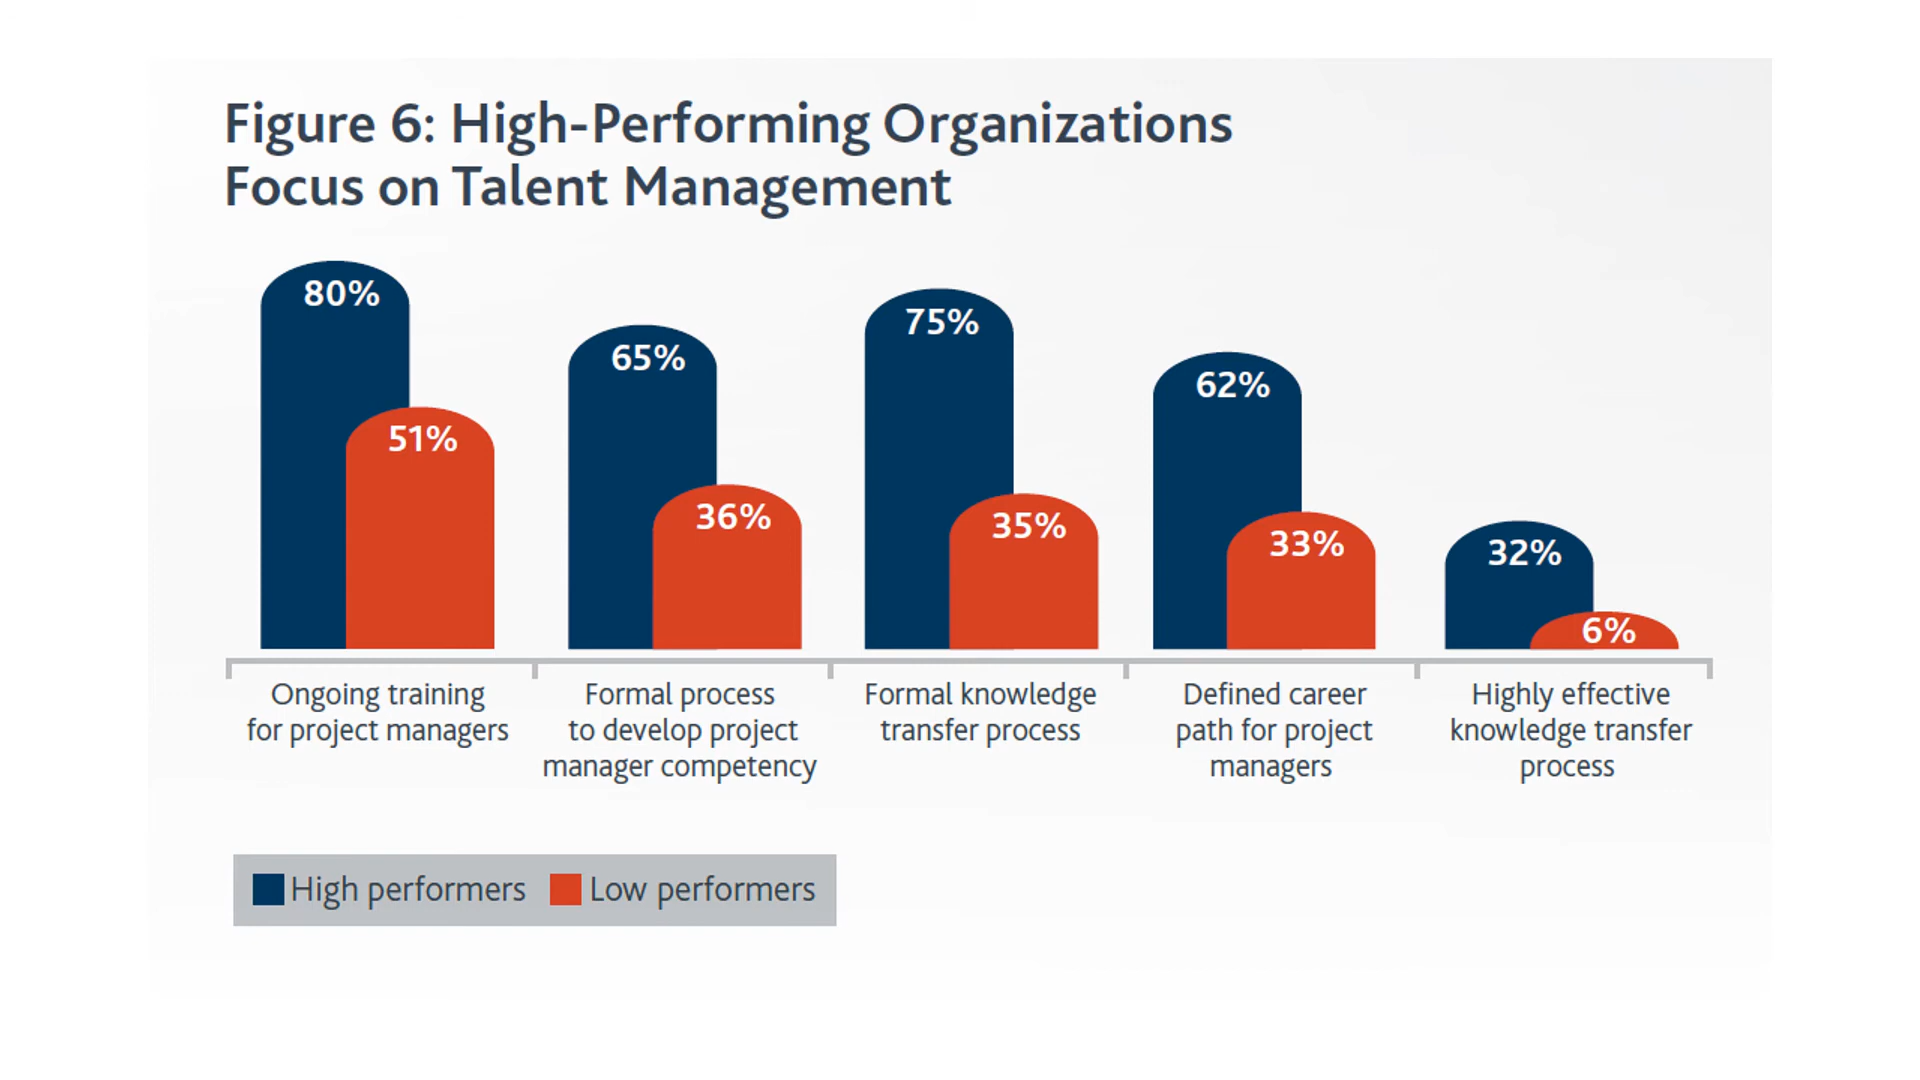 Figure 6: High-Performing Organizations
Focus on Talent Management
80%
51%
65%
36%
75%
35%
62%
33%
32%
6%
Ongoing training
for project managers
Formal process
to develop project
manager competency
Formal knowledge
transfer process
Defined career
path for project
managers
Highly effective
knowledge transfer
process
High performers
Low performers